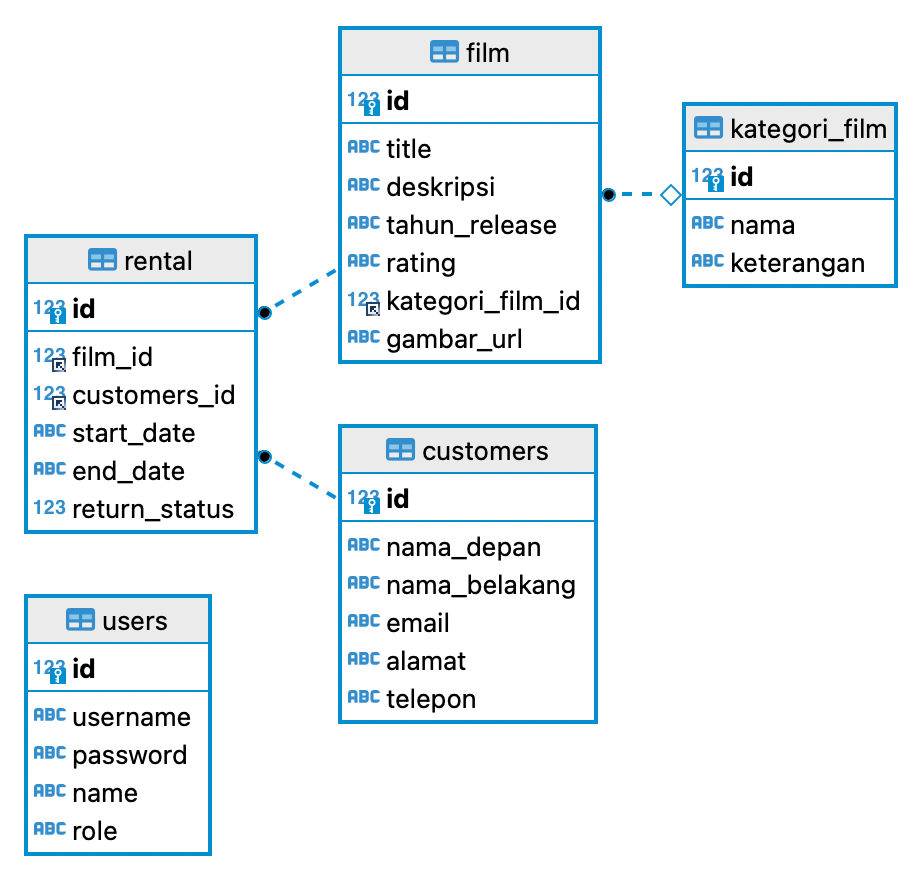 film
123 id
ABC title
ABC deskripsi
ABC tahun_release
ABC rating
123 kategori_film_id
ABC gambar_url
kategori_film
123 id
ABC nama
ABC keterangan
rental
123 id
123 film_id
123 customers_id
ABC start_date
ABC end_date
123 return_status
customers
123 id
ABC nama_depan
ABC nama_belakang
ABC email
ABC alamat
ABC telepon
users
123 id
ABC username
ABC password
ABC name
ABC role